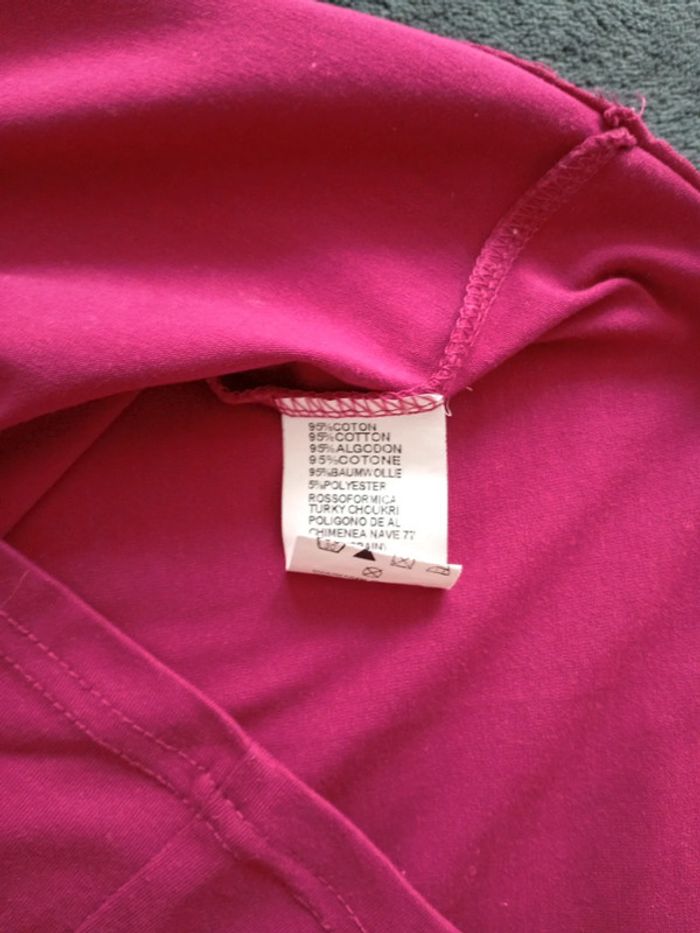 95%COTON
95%COTTON
95%ALGODON
95%COTONE
95%BAUMWOLLE
5%POLYESTER
ROSSOFORMICA
TURKY CHOUKRI
POLIGONO DE AL
CHIMENEA NAVE 77